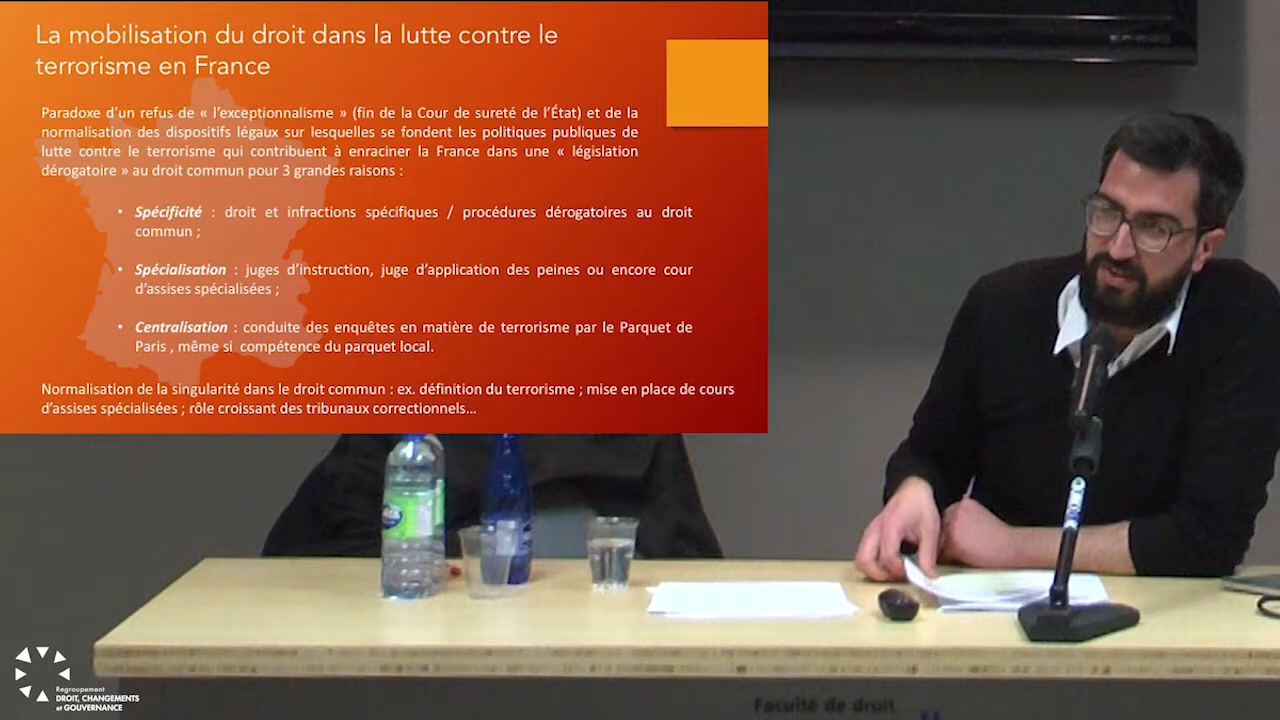 La mobilisation du droit dans la lutte contre le
terrorisme en France
Paradoxe d'un refus de « l'exceptionnalisme » (fin de la Cour de sureté de l'État) et de la
normalisation des dispositifs légaux sur lesquelles se fondent les politiques publiques de
lutte contre le terrorisme qui contribuent à enraciner la France dans une « législation
dérogatoire » au droit commun pour 3 grandes raisons :
• Spécificité : droit et infractions spécifiques / procédures dérogatoires au droit
commun ;
• Spécialisation : juges d'instruction, juge d'application des peines ou encore cour
d'assises spécialisées ;
• Centralisation : conduite des enquêtes en matière de terrorisme par le Parquet de
Paris , même si compétence du parquet local.
Normalisation de la singularité dans le droit commun : ex. définition du terrorisme ; mise en place de cours
d'assises spécialisées ; rôle croissant des tribunaux correctionnels…
Regroupement
DROIT, CHANGEMENTS
et GOUVERNANCE
Faculté de droit